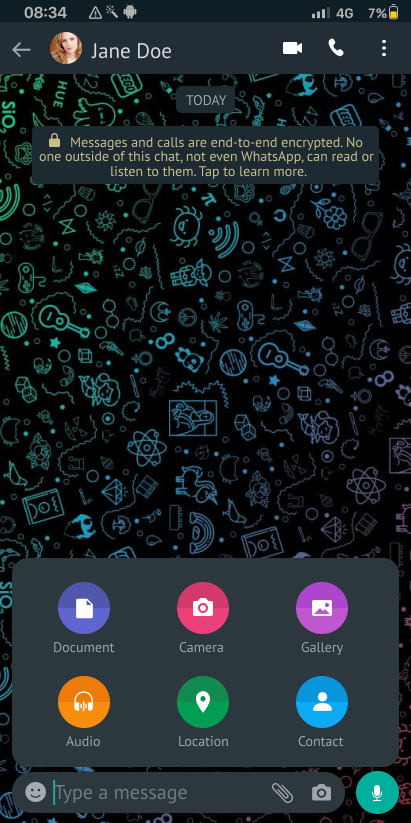 08:34
4G 7%
Jane Doe
TODAY
Messages and calls are end-to-end encrypted. No
one outside of this chat, not even WhatsApp, can read or
listen to them. Tap to learn more.
Document Camera Gallery
Audio Location Contact
Type a message